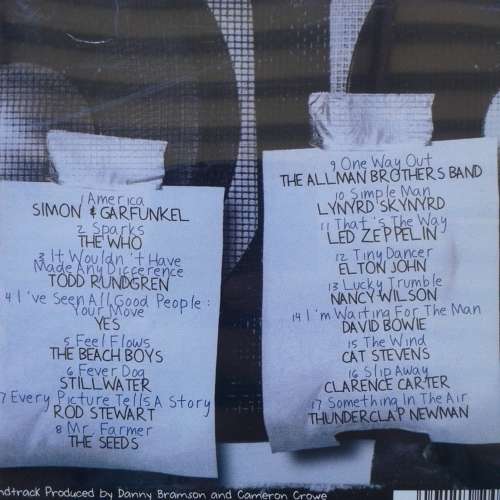 1 America
SIMON & GARFUNKEL
2 Sparks
THE WHO
3 It Wouldn't Have
Made Any Difference
TODD RUNDGREN
4 I've Seen All Good People:
Your Move
YES
5 Feel Flows
THE BEACH BOYS
6 Fever Dog
STILLWATER
7 Every Picture Tells A Story
ROD STEWART
8 Mr. Farmer
THE SEEDS
9 One Way Out
THE ALLMAN BROTHERS BAND
10 Simple Man
LYNYRD SKYNYRD
11 That's The Way
LED ZEPPELIN
12 Tiny Dancer
ELTON JOHN
13 Lucky Trumble
NANCY WILSON
14 I'm Waiting For The Man
DAVID BOWIE
15 The Wind
CAT STEVENS
16 Slip Away
CLARENCE CARTER
17 Something In The Air
THUNDERCLAP NEWMAN
ndtrack Produced by Danny Bramson and Cameron Crowe